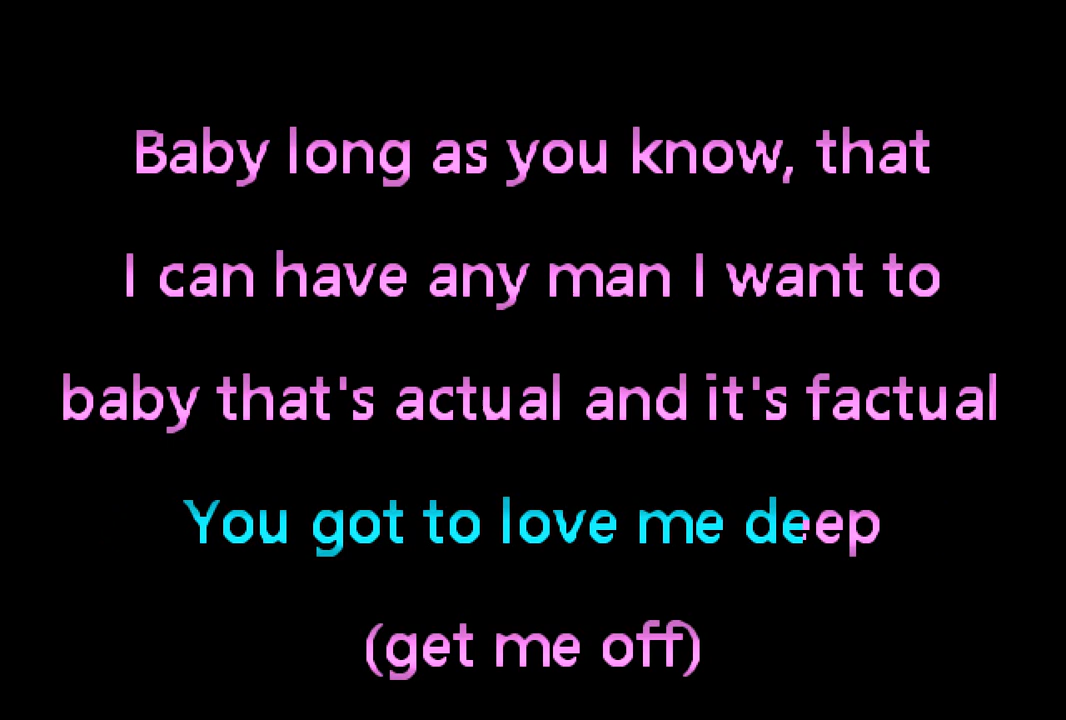 Baby long as you know, that
I can have any man I want to
baby that's actual and it's factual
You got to love me deep
(get me off)